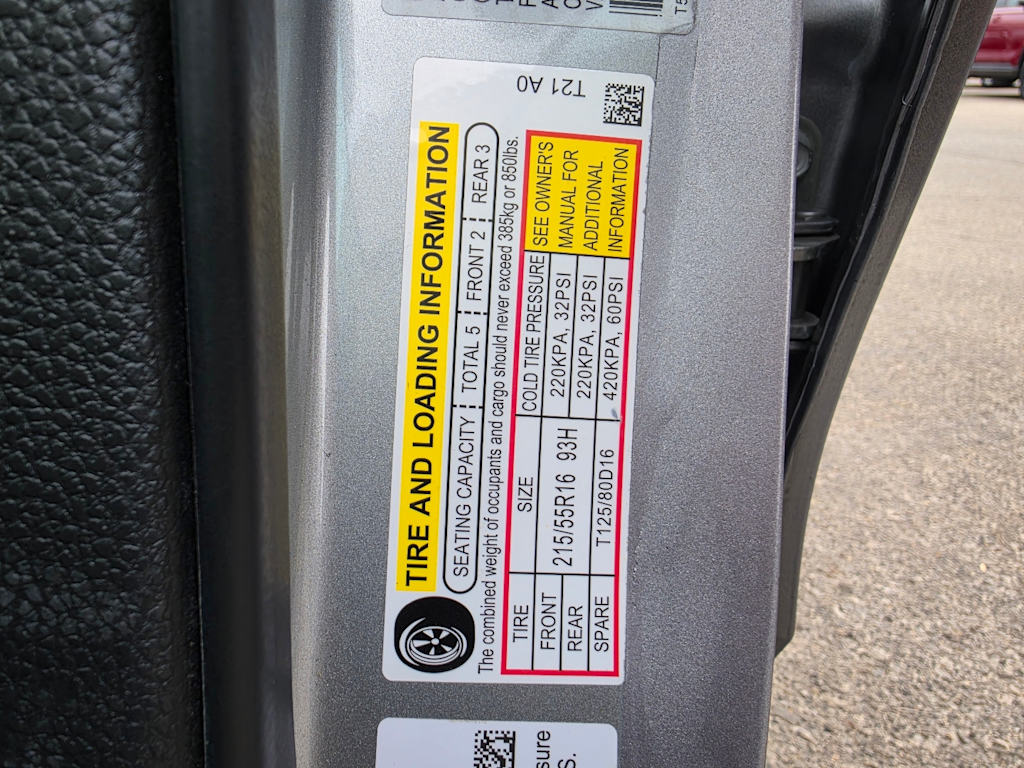 T21 A0
TIRE AND LOADING INFORMATION
SEATING CAPACITY TOTAL 5 FRONT 2 REAR 3
The combined weight of occupants and cargo should never exceed 385kg or 850lbs.
TIRE SIZE COLD TIRE PRESSURE
FRONT 215/55R16 93H 220KPA, 32PSI
REAR 220KPA, 32PSI
SPARE T125/80D16 420KPA, 60PSI
SEE OWNER'S
MANUAL FOR
ADDITIONAL
INFORMATION